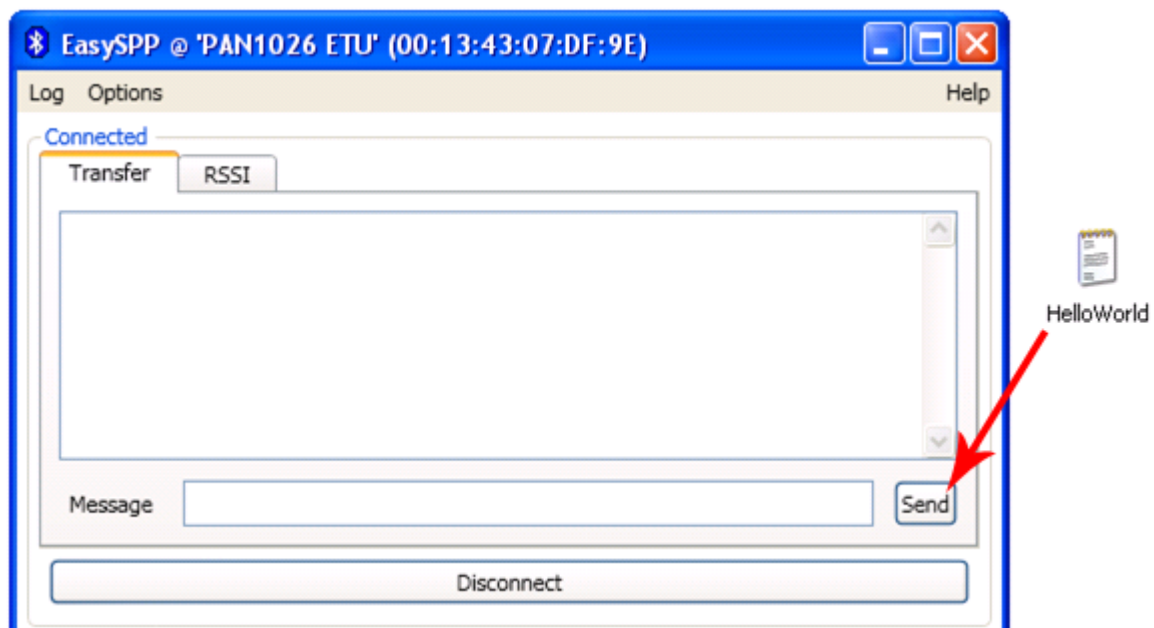 EasySPP @ 'PAN1026 ETU' (00:13:43:07:DF:9E)
Log Options Help
Connected
Transfer RSSI
HelloWorld
Message Send
Disconnect